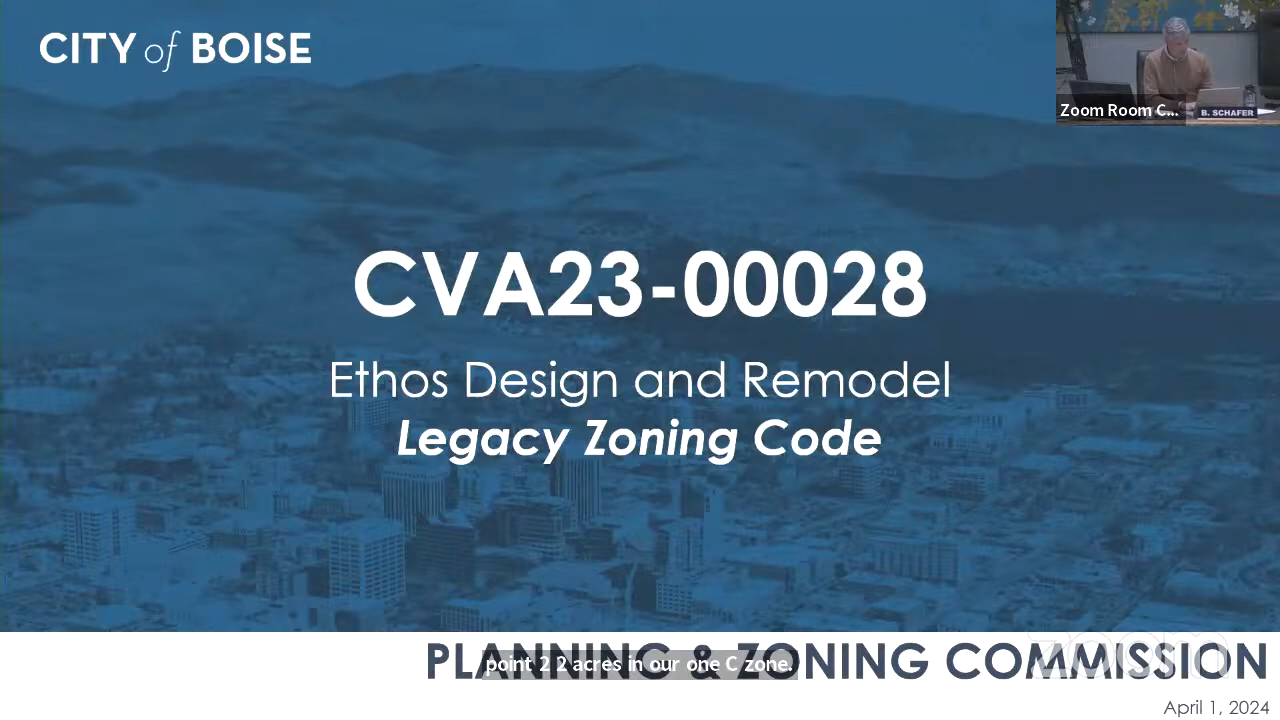 CITY of BOISE
Zoom Room C...
B. SCHAFER
CVA23-00028
Ethos Design and Remodel
Legacy Zoning Code
PLANNING & ZONING COMMISSION
point 2 2 acres in our one C zone.
zoom
April 1, 2024